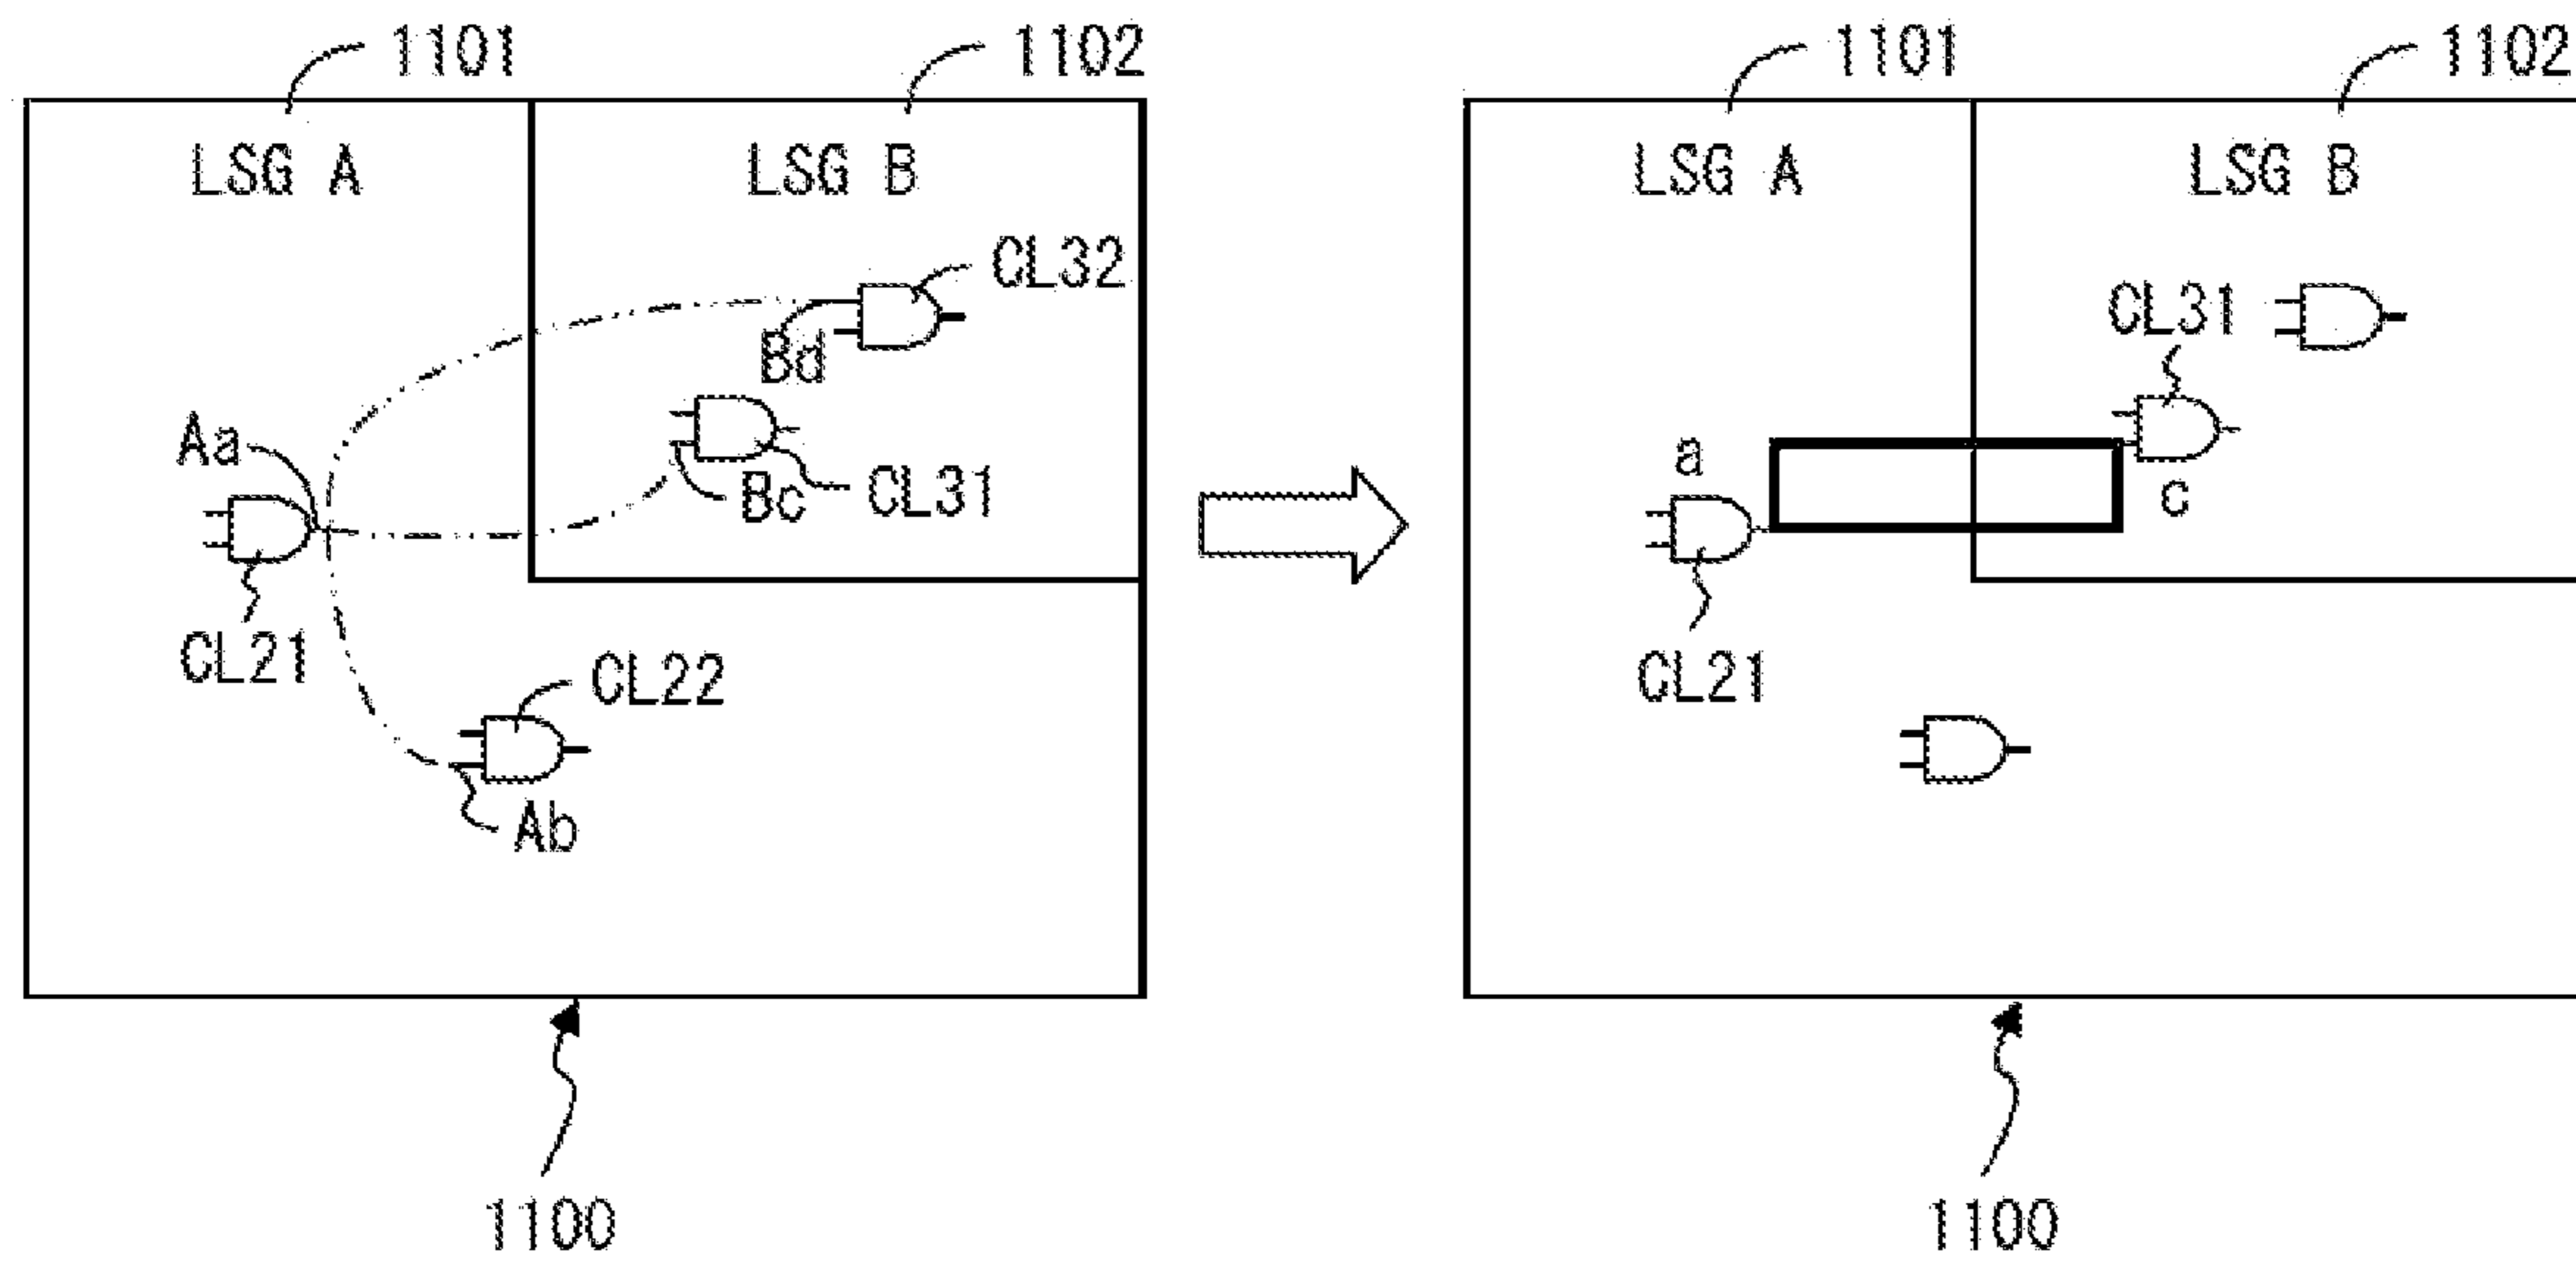 1101
1102
LSG A
LSG B
CL32
Bd
Aa
Bc
CL31
CL21
CL22
Ab
1100
1101
1102
LSG A
LSG B
CL31
a
c
CL21
1100